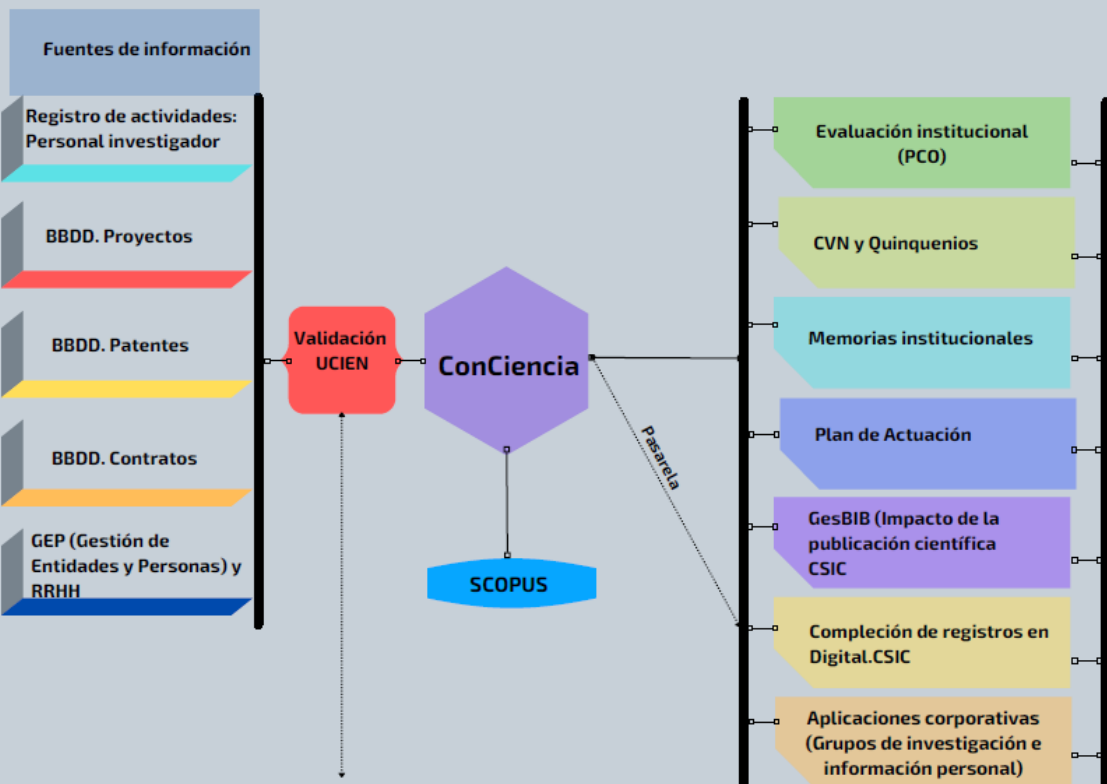 Fuentes de información
Registro de actividades:
Personal investigador
BBDD. Proyectos
BBDD. Patentes
BBDD. Contratos
GEP (Gestión de
Entidades y Personas) y
RRHH
Validación
UCIEN
ConCiencia
SCOPUS
Pasarela
Evaluación institucional
(PCO)
CVN y Quinquenios
Memorias institucionales
Plan de Actuación
GesBIB (Impacto de la
publicación científica
CSIC
Compleción de registros en
Digital.CSIC
Aplicaciones corporativas
(Grupos de investigación e
información personal)